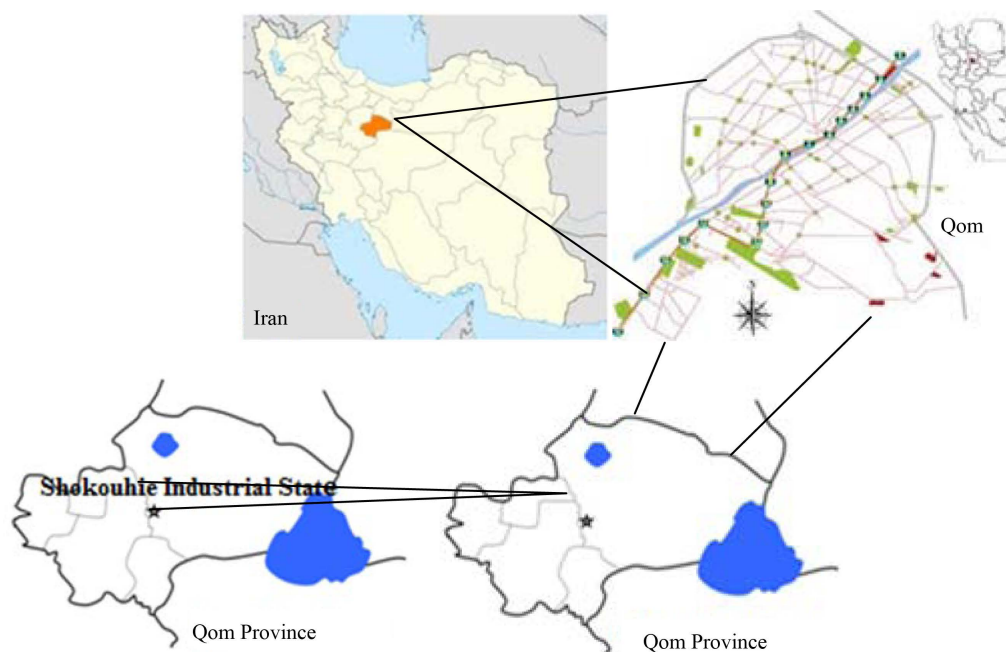 Iran
Qom
Shokouhie Industrial State
Qom Province
Qom Province